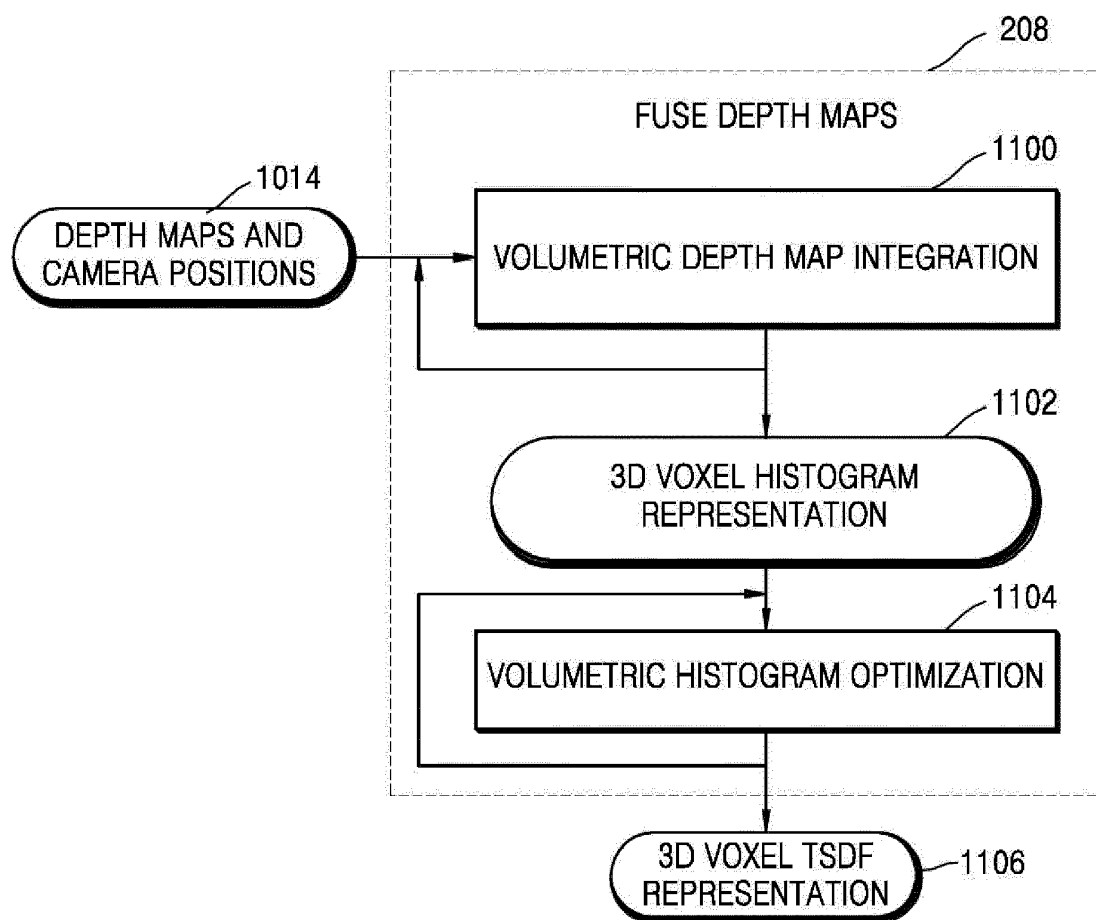 208
FUSE DEPTH MAPS
1100
1014
DEPTH MAPS AND
CAMERA POSITIONS
VOLUMETRIC DEPTH MAP INTEGRATION
1102
3D VOXEL HISTOGRAM
REPRESENTATION
1104
VOLUMETRIC HISTOGRAM OPTIMIZATION
3D VOXEL TSDF
REPRESENTATION
1106